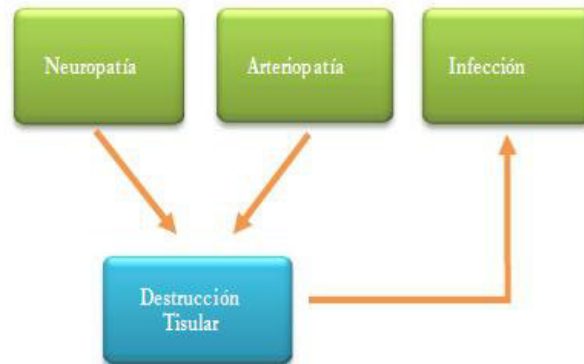 Neuropatía
Arteriopatía
Infección
Destrucción
Tisular